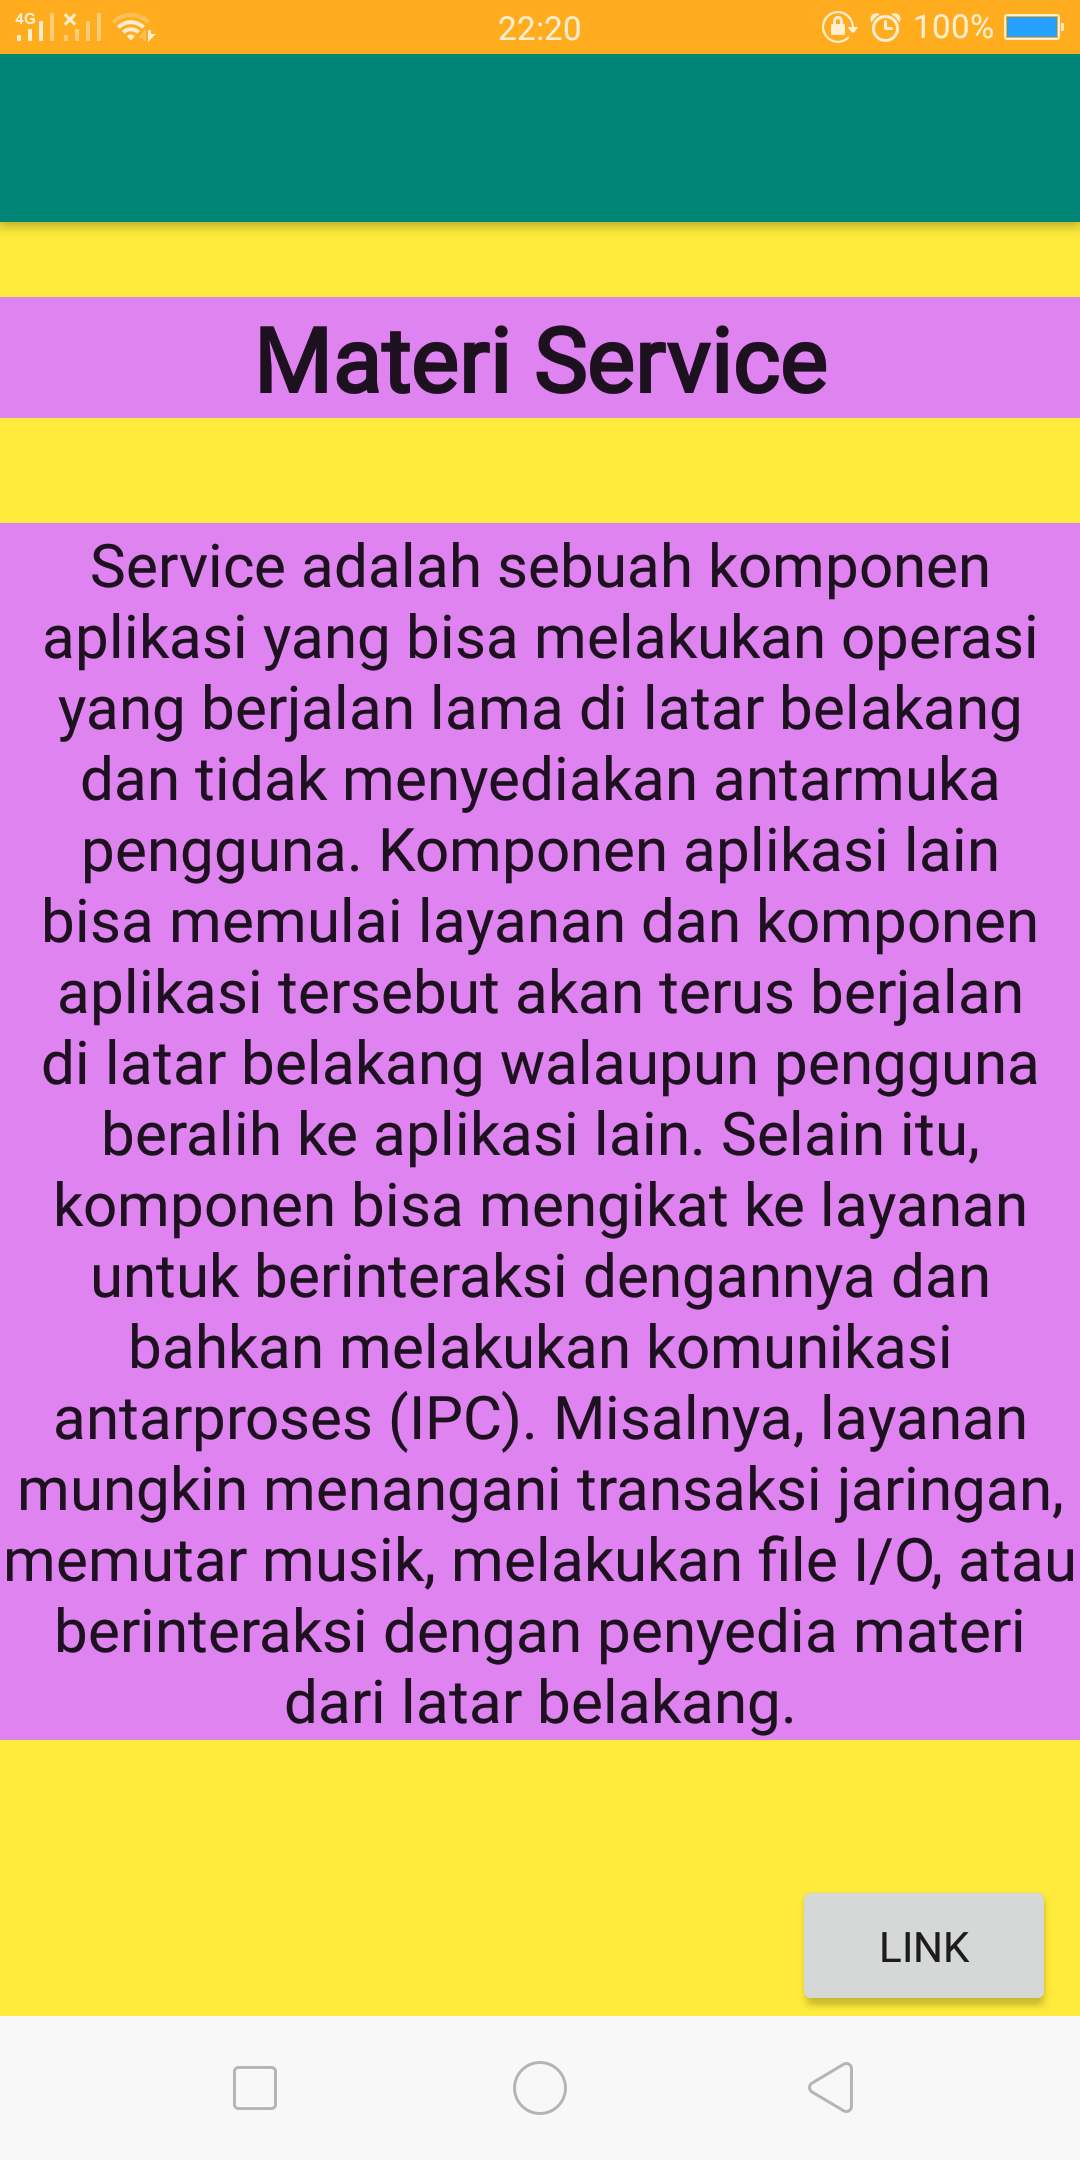 4G
22:20
100%
Materi Service
Service adalah sebuah komponen
aplikasi yang bisa melakukan operasi
yang berjalan lama di latar belakang
dan tidak menyediakan antarmuka
pengguna. Komponen aplikasi lain
bisa memulai layanan dan komponen
aplikasi tersebut akan terus berjalan
di latar belakang walaupun pengguna
beralih ke aplikasi lain. Selain itu,
komponen bisa mengikat ke layanan
untuk berinteraksi dengannya dan
bahkan melakukan komunikasi
antarproses (IPC). Misalnya, layanan
mungkin menangani transaksi jaringan,
memutar musik, melakukan file I/O, atau
berinteraksi dengan penyedia materi
dari latar belakang.
LINK